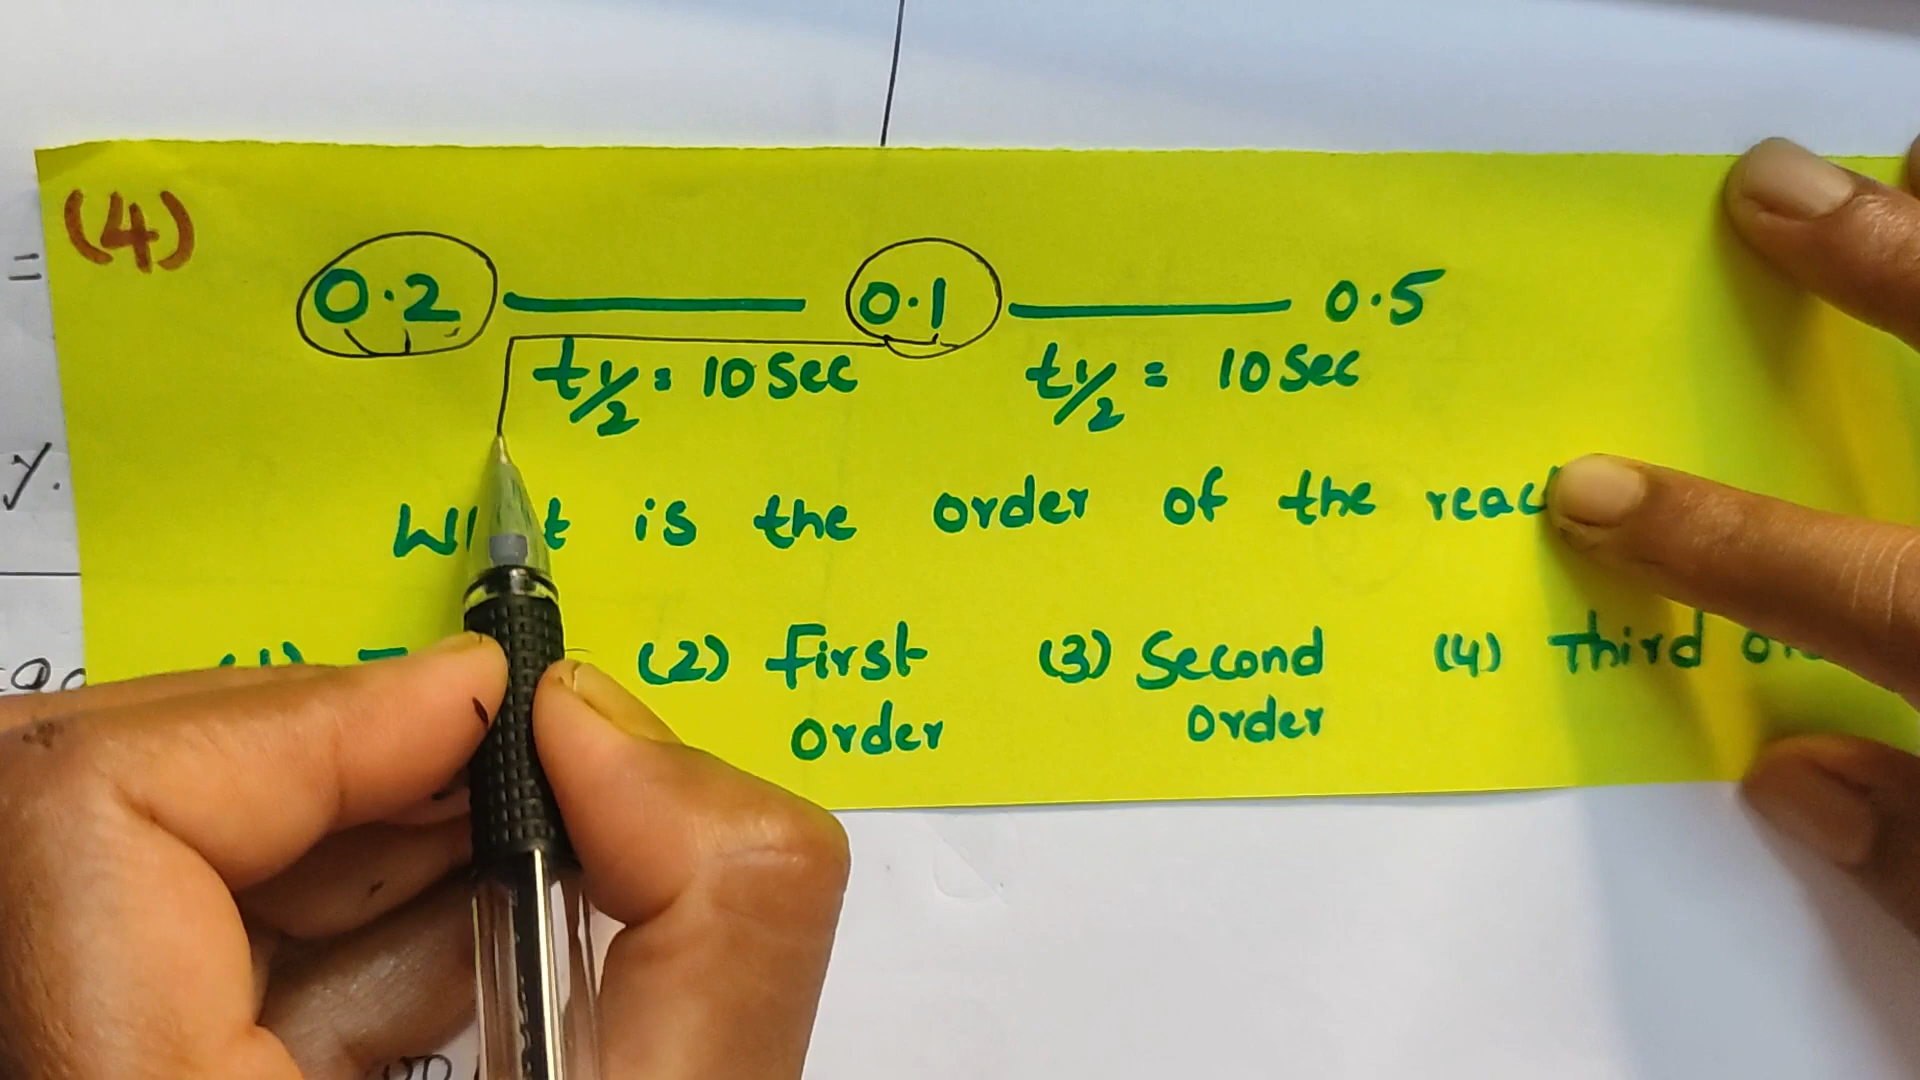 (4)
0.2 — 0.1 — 0.5
t1/2 = 10 Sec t1/2 = 10 Sec
is the order of the
(2) First order (3) Second order (4) Third